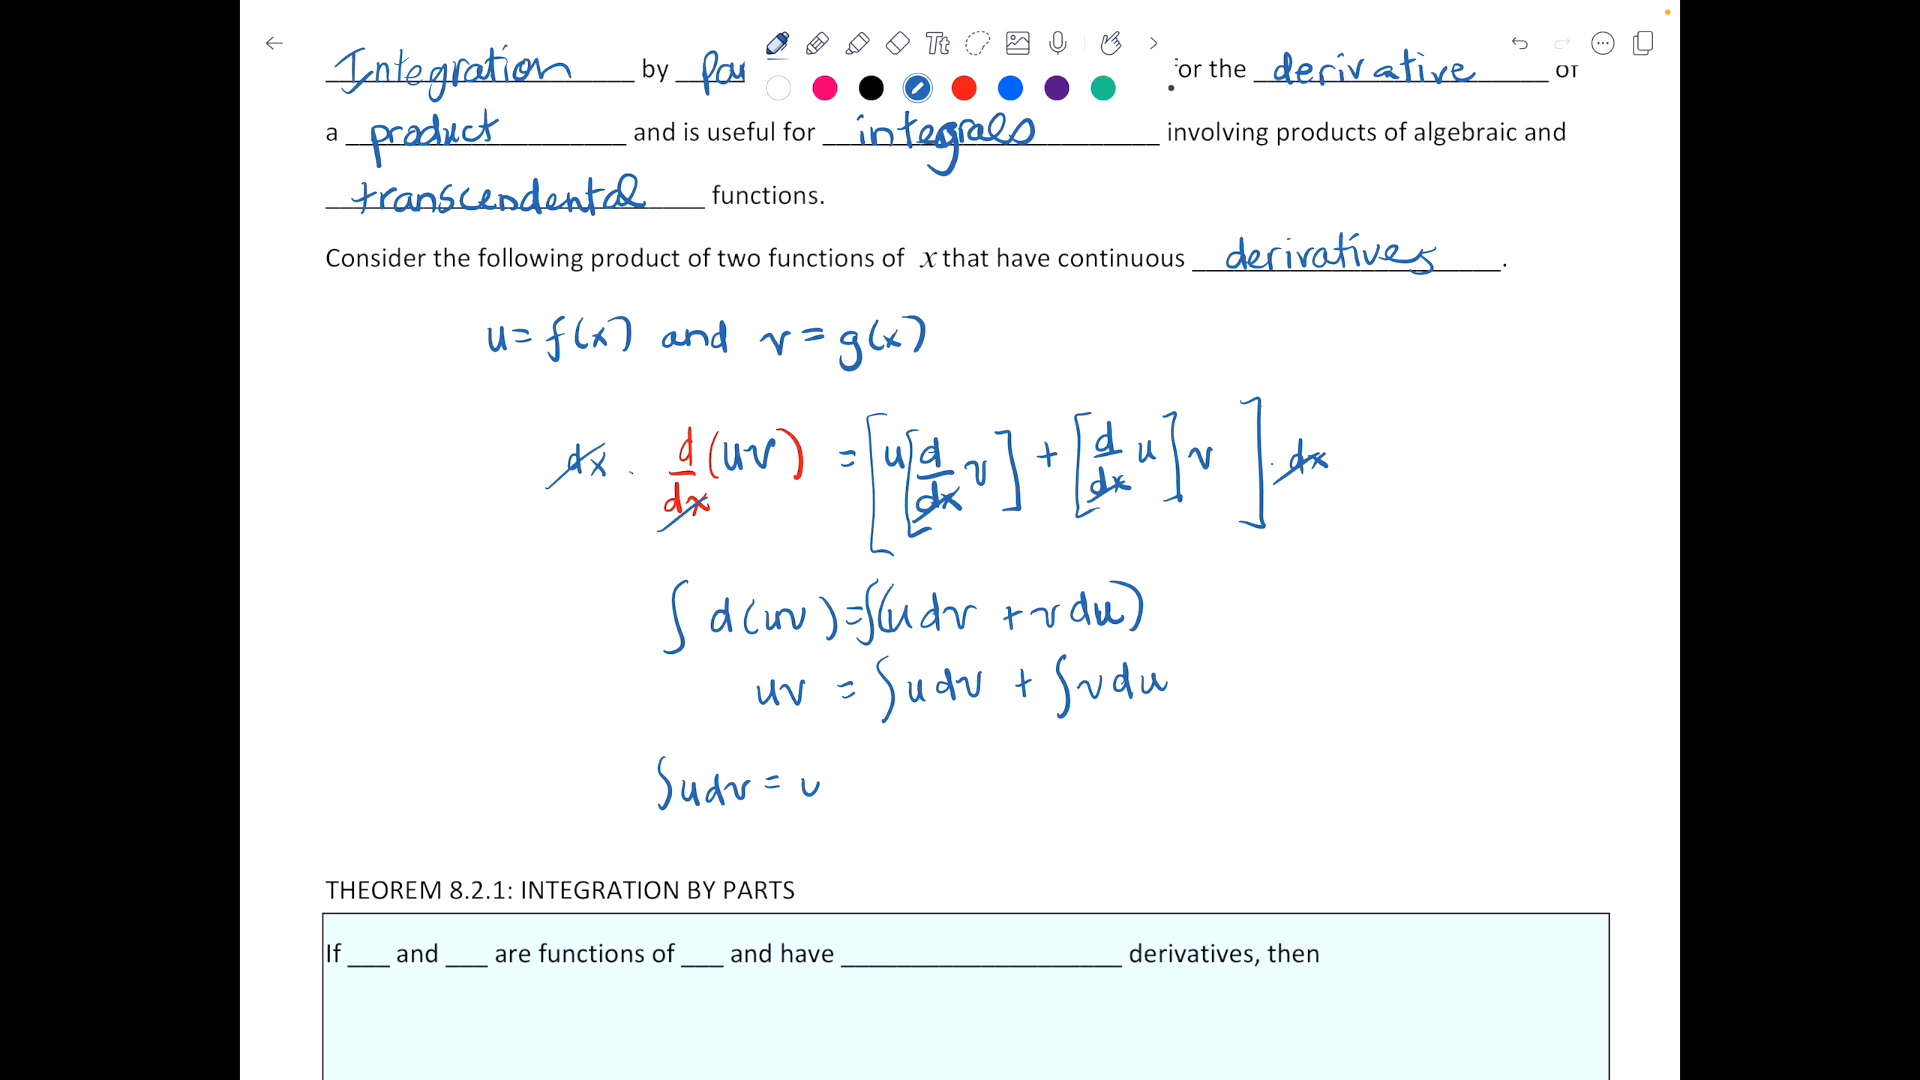 Tt
Integration by for the derivative of
a product and is useful for integrals involving products of algebraic and
transcendental functions.
Consider the following product of two functions of x that have continuous derivatives.
u = f(x) and v = g(x)
dx · d/dx (uv) = [u[d/dx v] + [d/dx u]v] · dx
∫ d(uv) = ∫(u dv + v du)
uv = ∫u dv + ∫v du
∫u dv = u
THEOREM 8.2.1: INTEGRATION BY PARTS
If ___ and ___ are functions of ___ and have ______ derivatives, then